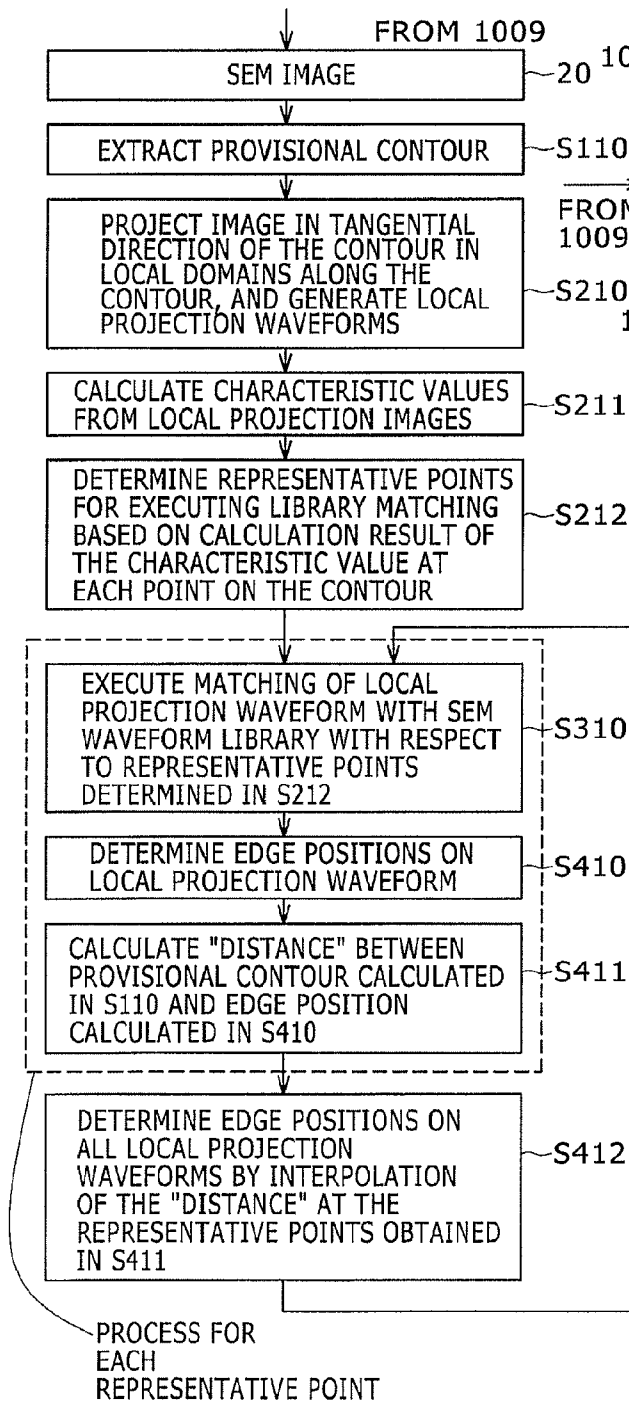 FROM 1009
SEM IMAGE
20
10
EXTRACT PROVISIONAL CONTOUR
S110
PROJECT IMAGE IN TANGENTIAL
DIRECTION OF THE CONTOUR IN
LOCAL DOMAINS ALONG THE
CONTOUR, AND GENERATE LOCAL
PROJECTION WAVEFORMS
S210
FROM
1009
1
CALCULATE CHARACTERISTIC VALUES
FROM LOCAL PROJECTION IMAGES
S211
DETERMINE REPRESENTATIVE POINTS
FOR EXECUTING LIBRARY MATCHING
BASED ON CALCULATION RESULT OF
THE CHARACTERISTIC VALUE AT
EACH POINT ON THE CONTOUR
S212
EXECUTE MATCHING OF LOCAL
PROJECTION WAVEFORM WITH SEM
WAVEFORM LIBRARY WITH RESPECT
TO REPRESENTATIVE POINTS
DETERMINED IN S212
S310
DETERMINE EDGE POSITIONS ON
LOCAL PROJECTION WAVEFORM
S410
CALCULATE "DISTANCE" BETWEEN
PROVISIONAL CONTOUR CALCULATED
IN S110 AND EDGE POSITION
CALCULATED IN S410
S411
DETERMINE EDGE POSITIONS ON
ALL LOCAL PROJECTION
WAVEFORMS BY INTERPOLATION
OF THE "DISTANCE" AT THE
REPRESENTATIVE POINTS OBTAINED
IN S411
S412
PROCESS FOR
EACH
REPRESENTATIVE POINT